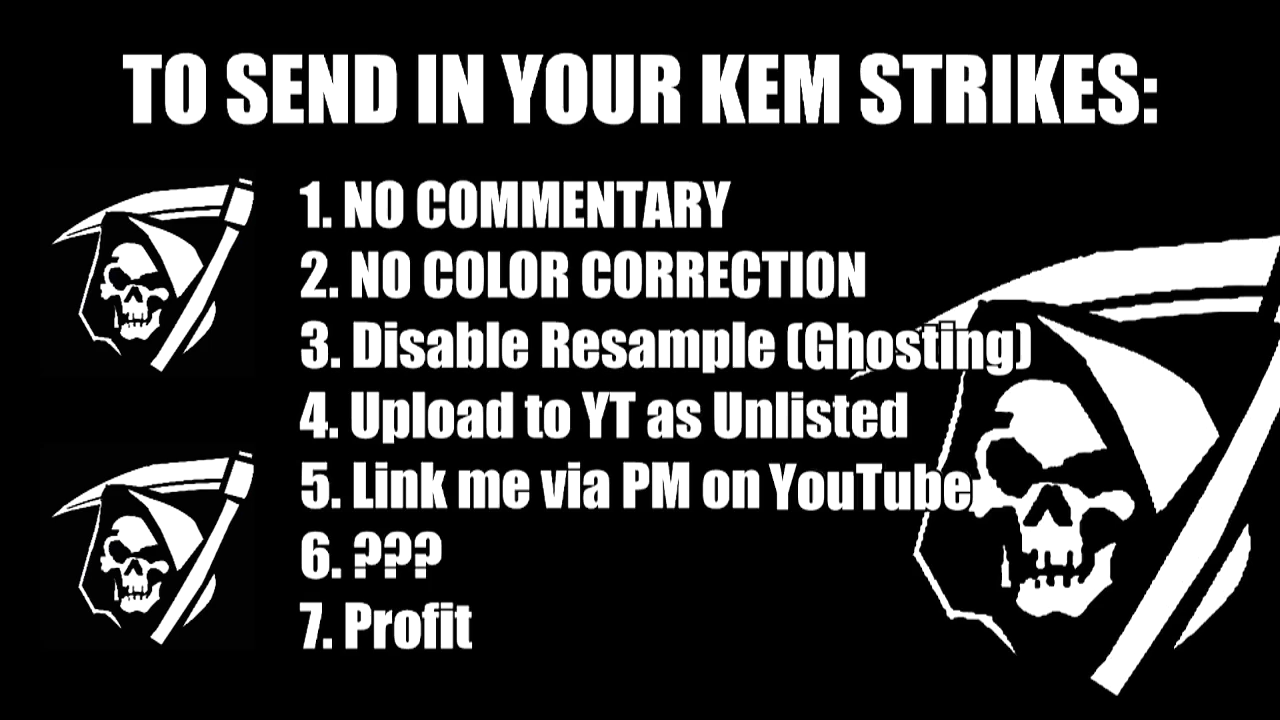 TO SEND IN YOUR KEM STRIKES:
1. NO COMMENTARY
2. NO COLOR CORRECTION
3. Disable Resample (Ghosting)
4. Upload to YT as Unlisted
5. Link me via PM on YouTube
6. ???
7. Profit